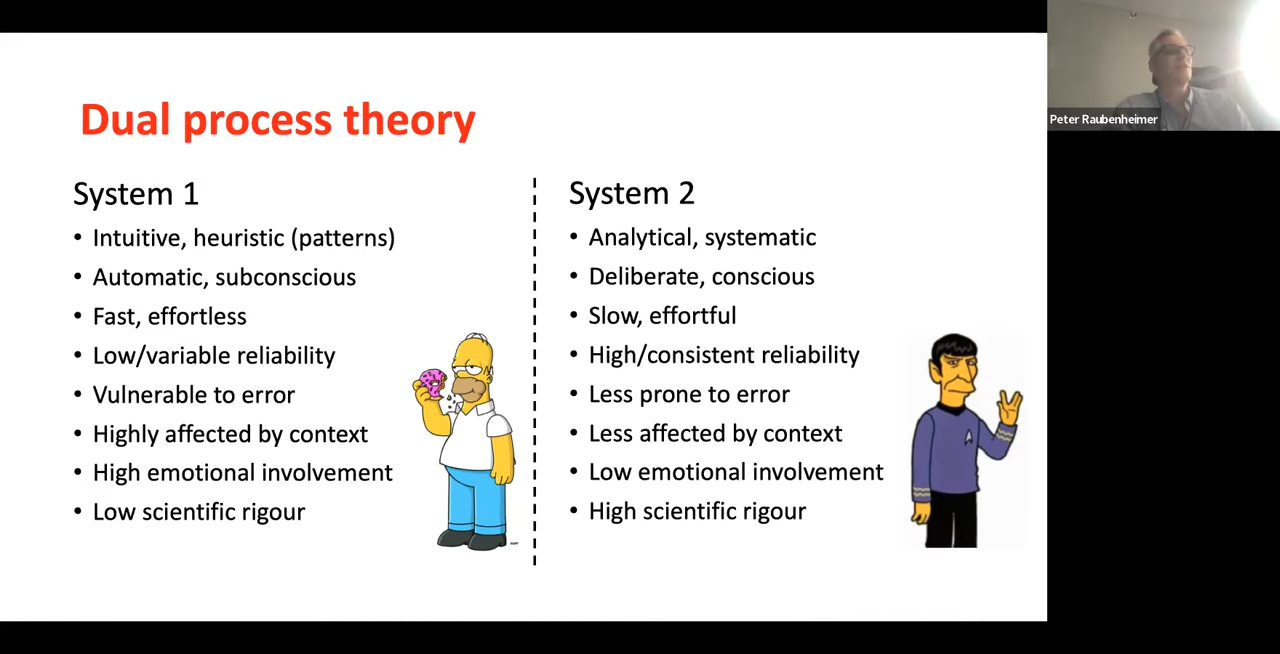 Dual process theory
System 1
• Intuitive, heuristic (patterns)
• Automatic, subconscious
• Fast, effortless
• Low/variable reliability
• Vulnerable to error
• Highly affected by context
• High emotional involvement
• Low scientific rigour
System 2
• Analytical, systematic
• Deliberate, conscious
• Slow, effortful
• High/consistent reliability
• Less prone to error
• Less affected by context
• Low emotional involvement
• High scientific rigour
Peter Raubenheimer